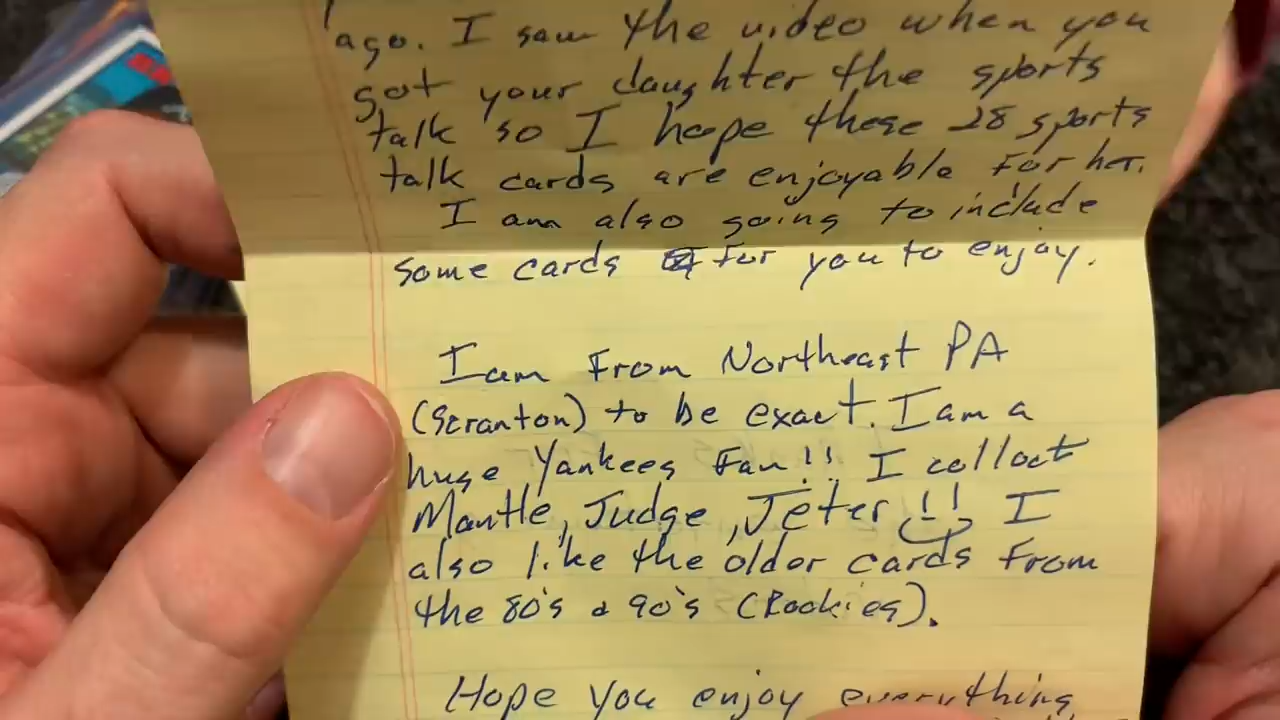 ago. I saw the video when you
got your daughter the sports
talk so I hope these 28 sports
talk cards are enjoyable for her.
I am also going to include
some cards for you to enjoy.
I am From Northeast PA
(Scranton) to be exact. I am a
huge Yankees Fan!! I collect
Mantle, Judge, Jeter !! I
also like the older cards from
the 80's & 90's (Rookies).
Hope you enjoy everything